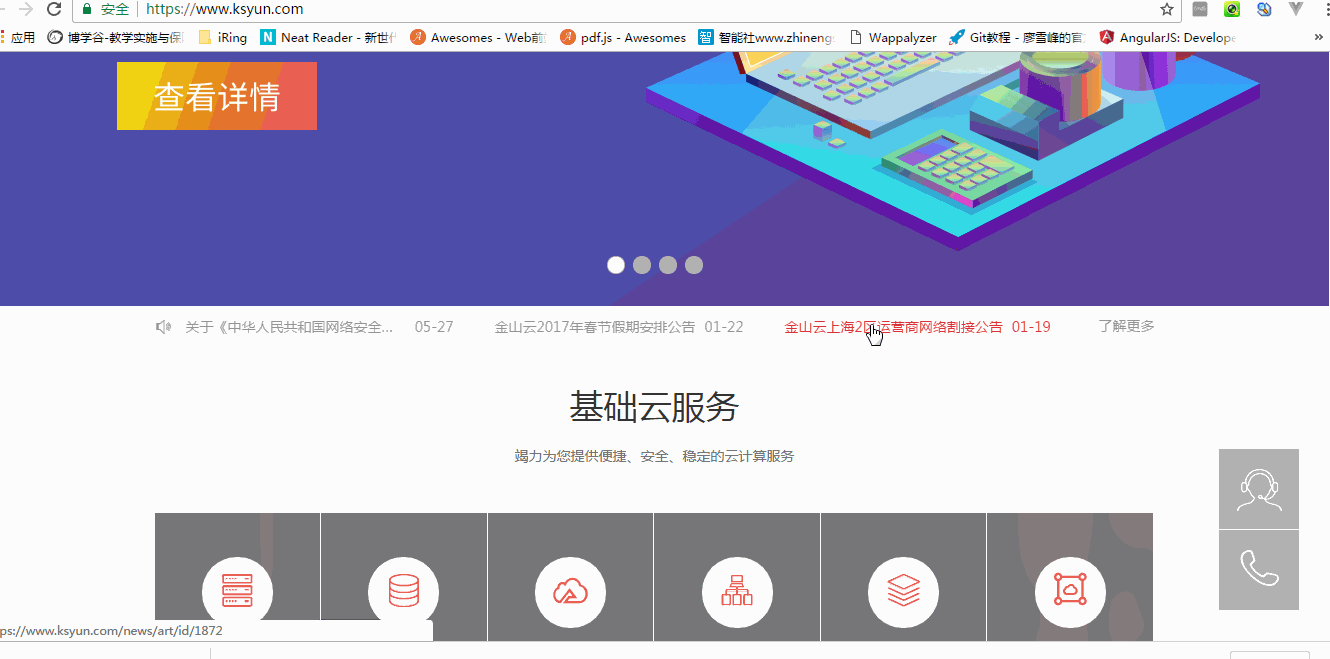 安全 https://www.ksyun.com
应用 博学谷-教学实施与保 iRing Neat Reader - 新世 Awesomes - Web前 pdf.js - Awesomes 智能社www.zhineng Wappalyzer Git教程 - 廖雪峰的官 AngularJS: Develope »
查看详情
关于《中华人民共和国网络安全... 05-27 金山云2017年春节假期安排公告 01-22 金山云上海2区运营商网络割接公告 01-19 了解更多
基础云服务
竭力为您提供便捷、安全、稳定的云计算服务
ps://www.ksyun.com/news/art/id/1872